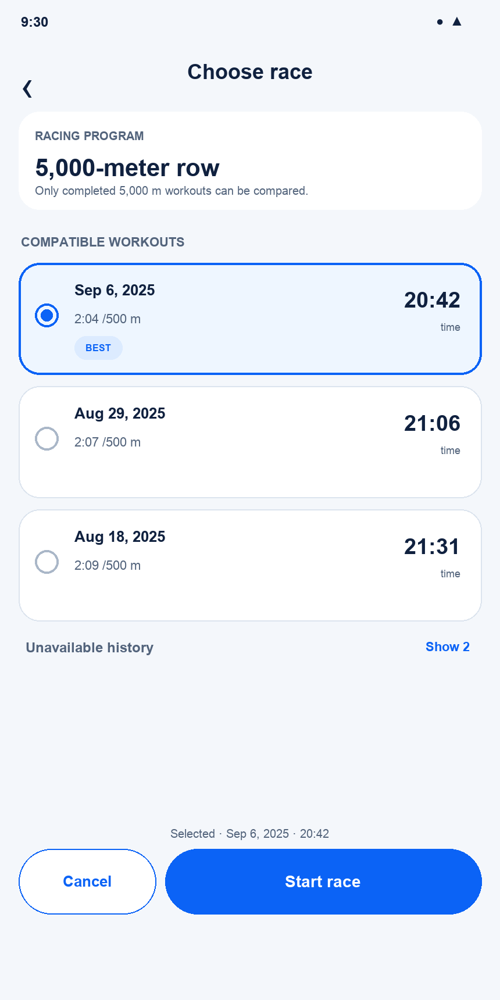 9:30
Choose race
RACING PROGRAM
5,000-meter row
Only completed 5,000 m workouts can be compared.
COMPATIBLE WORKOUTS
Sep 6, 2025
20:42
2:04 /500 m
time
BEST
Aug 29, 2025
21:06
2:07 /500 m
time
Aug 18, 2025
21:31
2:09 /500 m
time
Unavailable history
Show 2
Selected · Sep 6, 2025 · 20:42
Cancel
Start race